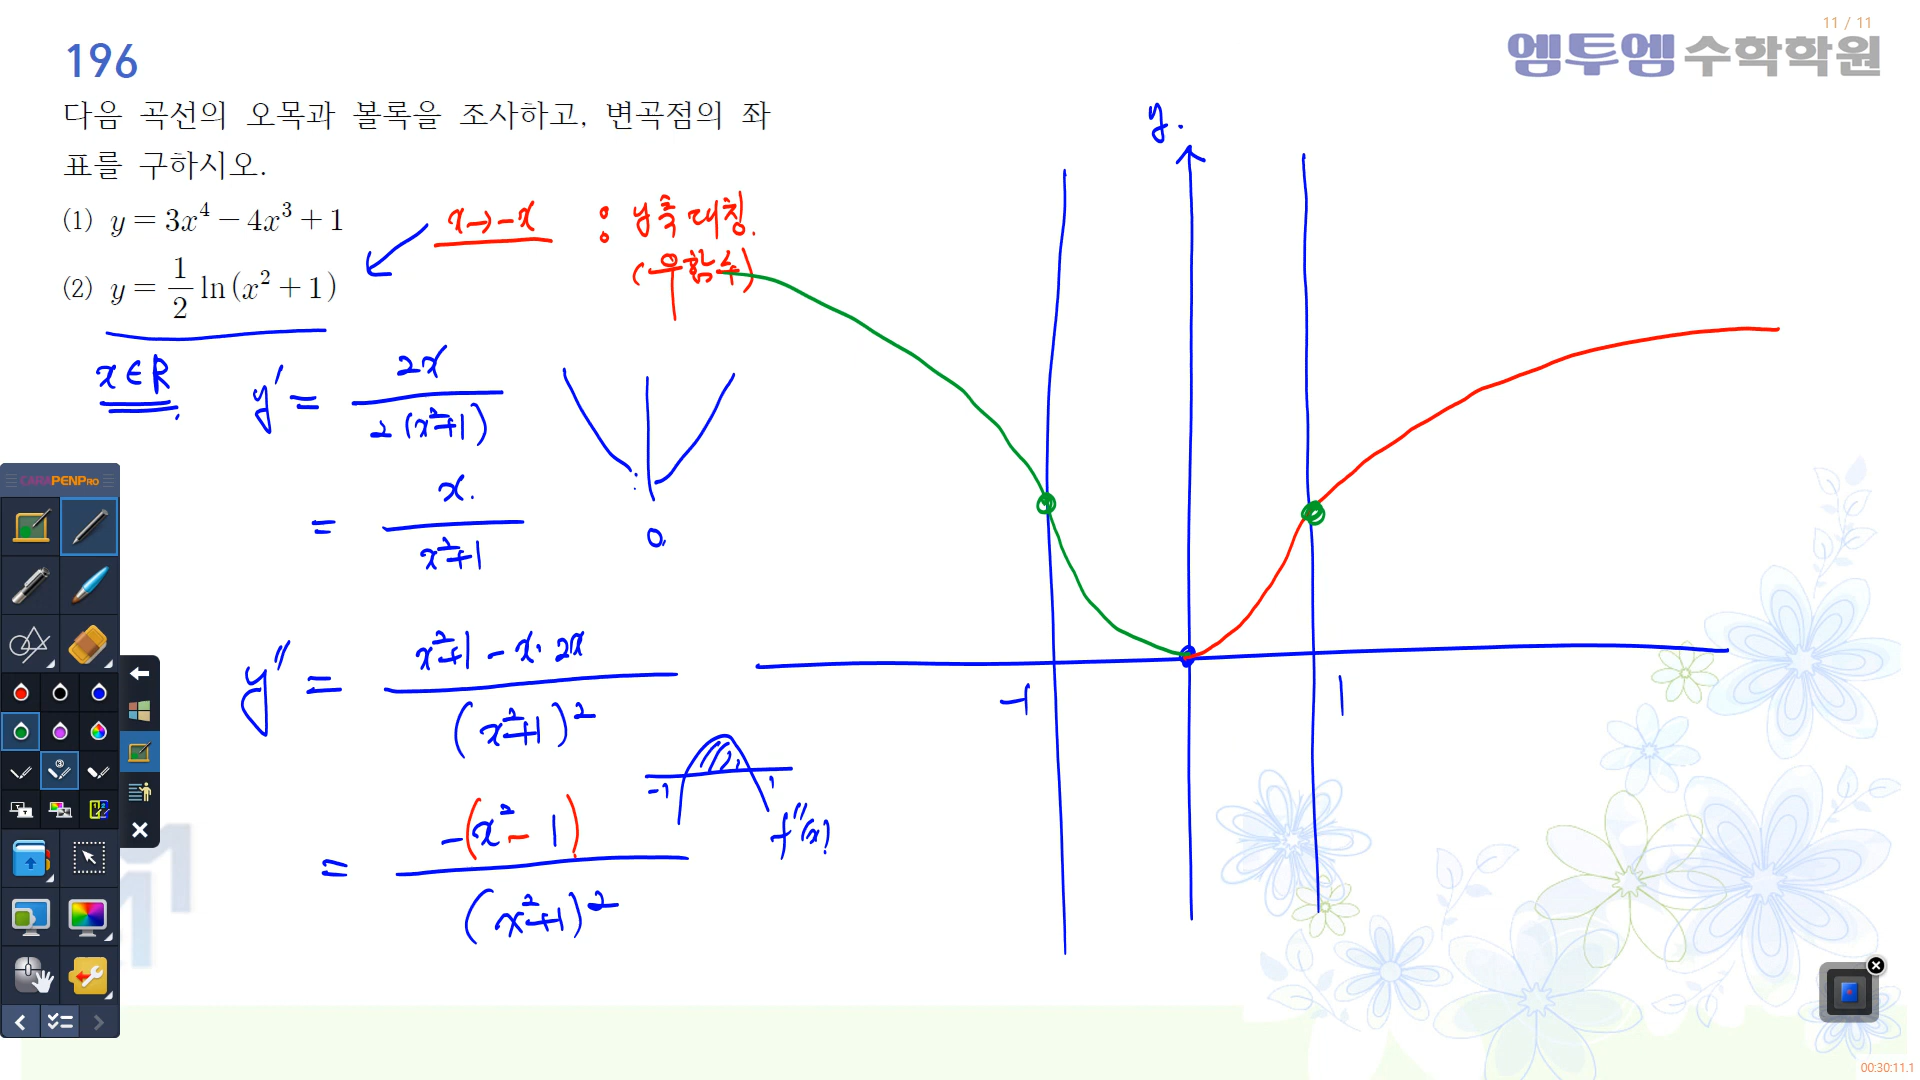 11 / 11
196
엠투엠 수학학원
다음 곡선의 오목과 볼록을 조사하고, 변곡점의 좌
표를 구하시오.
(1) y = 3x⁴ − 4x³ + 1
(2) y = 1/2 ln(x² + 1)
x → −x : y축 대칭.
(우함수)
x ∈ R
y' = 2x / 2(x²+1)
= x / x²+1
0
y'' = x²+1 − x·2x / (x²+1)²
= −(x² − 1) / (x²+1)²
−1 1
f''(x)
y
−1 1
CARAPENPRO
00:30:11.1